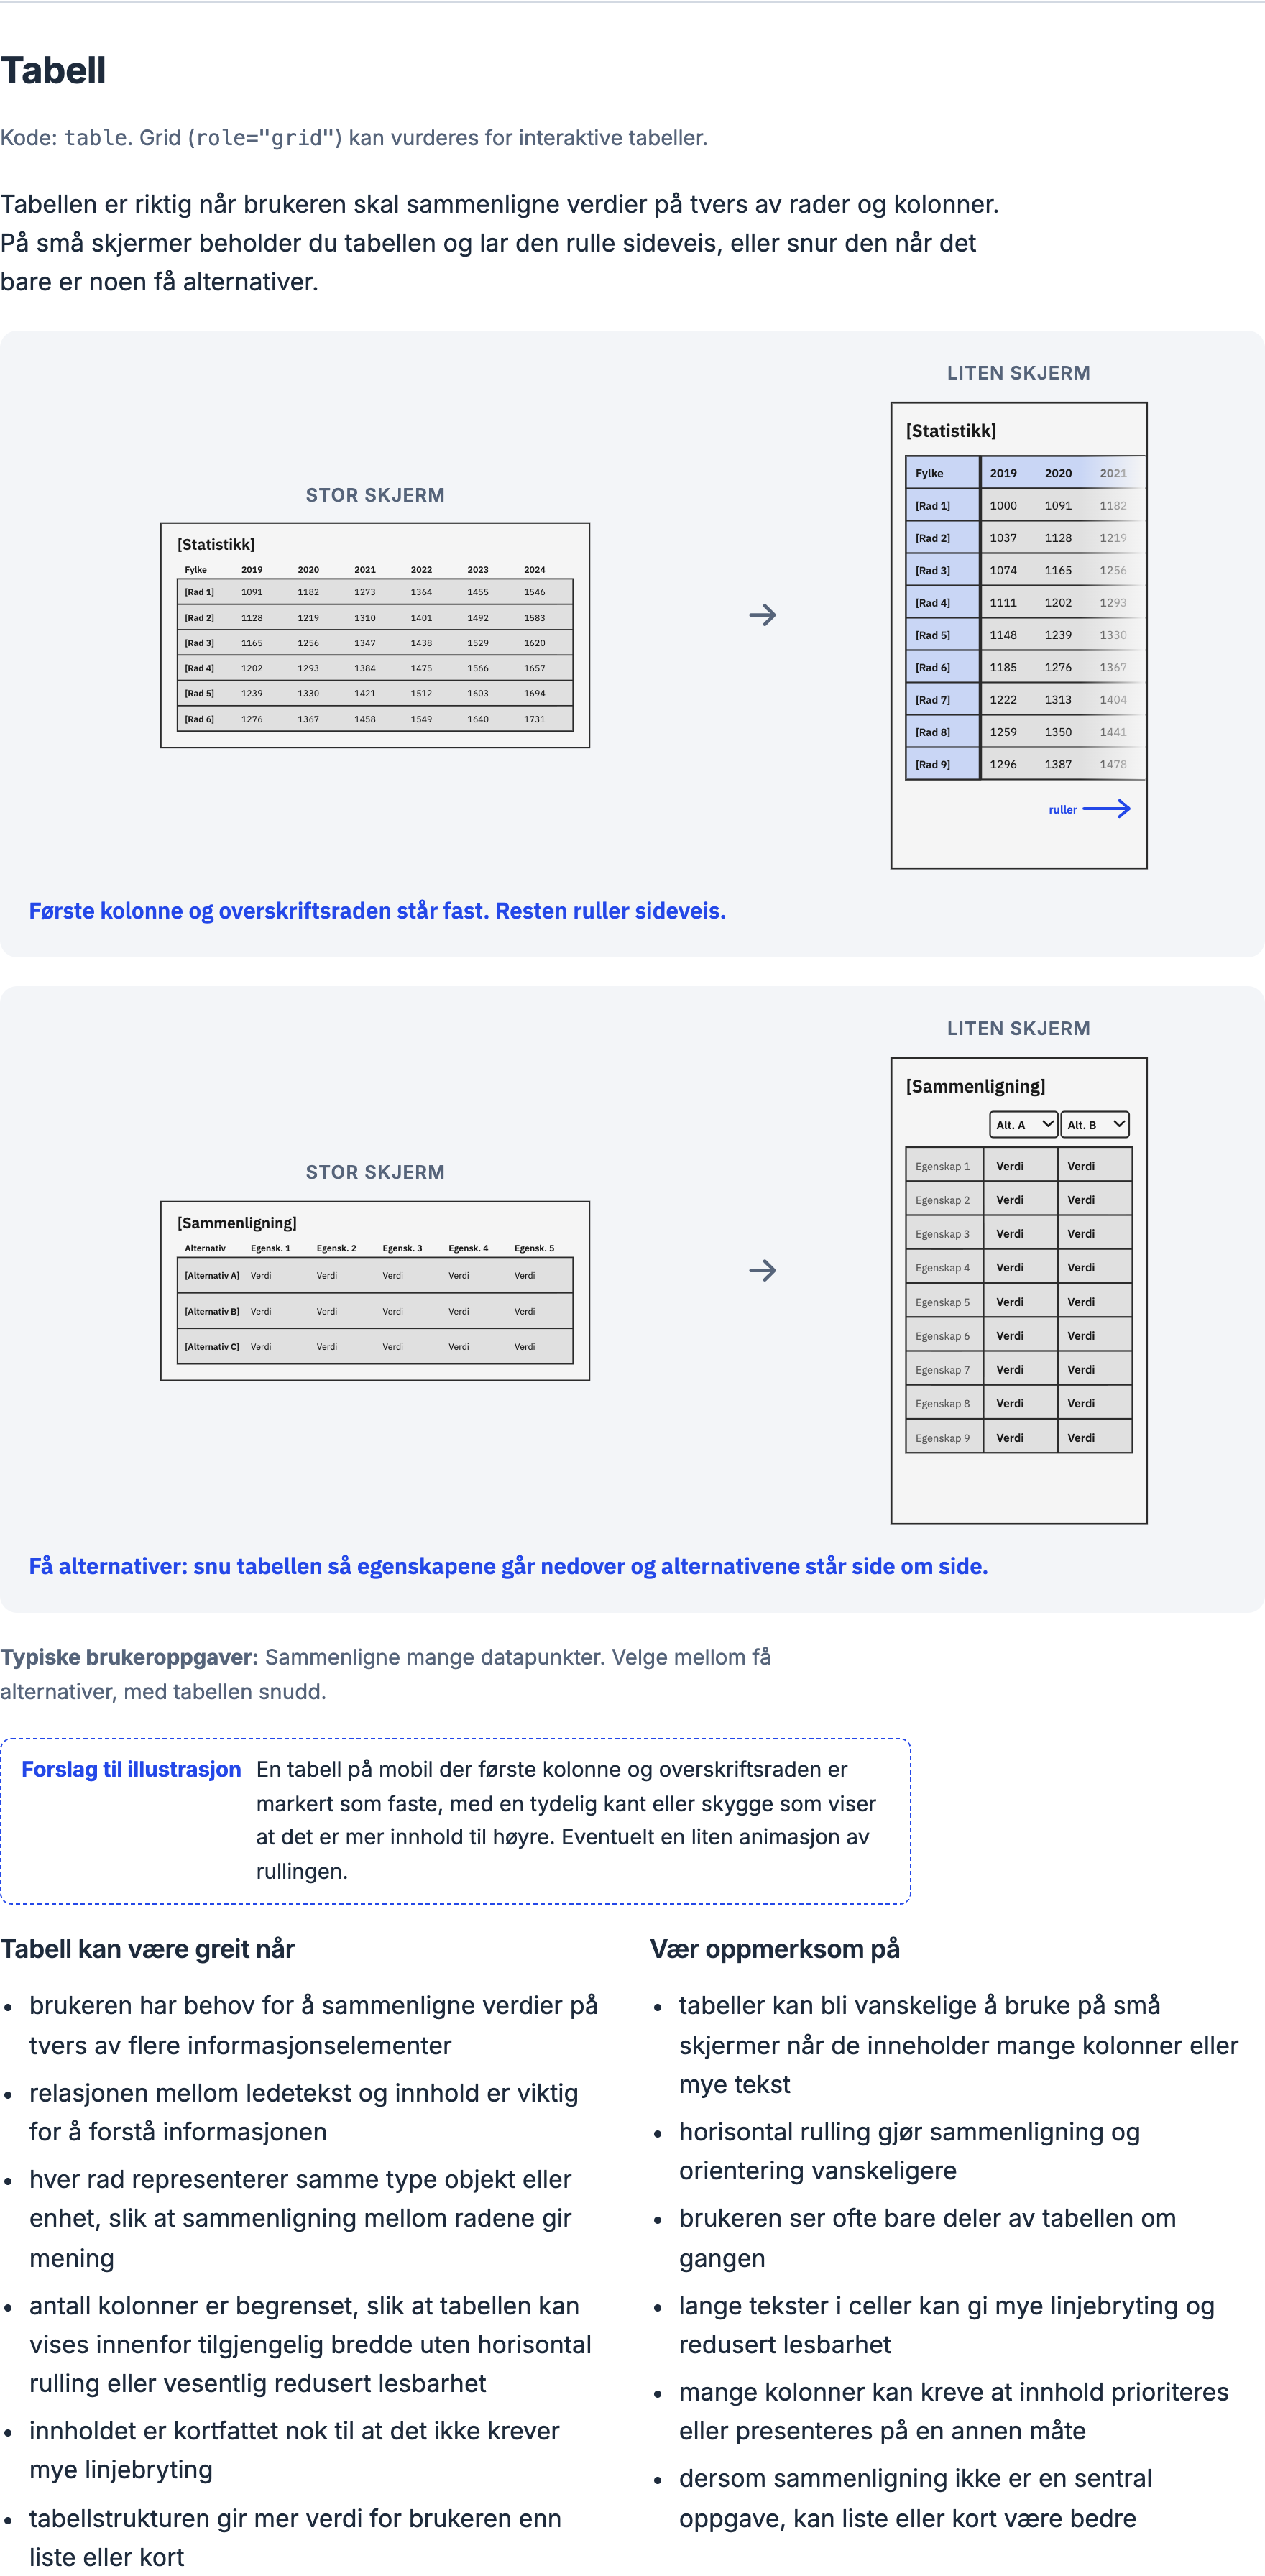 Tabell
Kode: table. Grid (role="grid") kan vurderes for interaktive tabeller.
Tabellen er riktig når brukeren skal sammenligne verdier på tvers av rader og kolonner.
På små skjermer beholder du tabellen og lar den rulle sideveis, eller snur den når det
bare er noen få alternativer.
STOR SKJERM
[Statistikk]
Fylke 2019 2020 2021 2022 2023 2024
[Rad 1] 1091 1182 1273 1364 1455 1546
[Rad 2] 1128 1219 1310 1401 1492 1583
[Rad 3] 1165 1256 1347 1438 1529 1620
[Rad 4] 1202 1293 1384 1475 1566 1657
[Rad 5] 1239 1330 1421 1512 1603 1694
[Rad 6] 1276 1367 1458 1549 1640 1731
LITEN SKJERM
[Statistikk]
Fylke 2019 2020 2021
[Rad 1] 1000 1091 1182
[Rad 2] 1037 1128 1219
[Rad 3] 1074 1165 1256
[Rad 4] 1111 1202 1293
[Rad 5] 1148 1239 1330
[Rad 6] 1185 1276 1367
[Rad 7] 1222 1313 1404
[Rad 8] 1259 1350 1441
[Rad 9] 1296 1387 1478
ruller
Første kolonne og overskriftsraden står fast. Resten ruller sideveis.
STOR SKJERM
[Sammenligning]
Alternativ Egensk. 1 Egensk. 2 Egensk. 3 Egensk. 4 Egensk. 5
[Alternativ A] Verdi Verdi Verdi Verdi Verdi
[Alternativ B] Verdi Verdi Verdi Verdi Verdi
[Alternativ C] Verdi Verdi Verdi Verdi Verdi
LITEN SKJERM
[Sammenligning]
Alt. A Alt. B
Egenskap 1 Verdi Verdi
Egenskap 2 Verdi Verdi
Egenskap 3 Verdi Verdi
Egenskap 4 Verdi Verdi
Egenskap 5 Verdi Verdi
Egenskap 6 Verdi Verdi
Egenskap 7 Verdi Verdi
Egenskap 8 Verdi Verdi
Egenskap 9 Verdi Verdi
Få alternativer: snu tabellen så egenskapene går nedover og alternativene står side om side.
Typiske brukeroppgaver: Sammenligne mange datapunkter. Velge mellom få
alternativer, med tabellen snudd.
Forslag til illustrasjon En tabell på mobil der første kolonne og overskriftsraden er
markert som faste, med en tydelig kant eller skygge som viser
at det er mer innhold til høyre. Eventuelt en liten animasjon av
rullingen.
Tabell kan være greit når
• brukeren har behov for å sammenligne verdier på
tvers av flere informasjonselementer
• relasjonen mellom ledetekst og innhold er viktig
for å forstå informasjonen
• hver rad representerer samme type objekt eller
enhet, slik at sammenligning mellom radene gir
mening
• antall kolonner er begrenset, slik at tabellen kan
vises innenfor tilgjengelig bredde uten horisontal
rulling eller vesentlig redusert lesbarhet
• innholdet er kortfattet nok til at det ikke krever
mye linjebryting
• tabellstrukturen gir mer verdi for brukeren enn
liste eller kort
Vær oppmerksom på
• tabeller kan bli vanskelige å bruke på små
skjermer når de inneholder mange kolonner eller
mye tekst
• horisontal rulling gjør sammenligning og
orientering vanskeligere
• brukeren ser ofte bare deler av tabellen om
gangen
• lange tekster i celler kan gi mye linjebryting og
redusert lesbarhet
• mange kolonner kan kreve at innhold prioriteres
eller presenteres på en annen måte
• dersom sammenligning ikke er en sentral
oppgave, kan liste eller kort være bedre